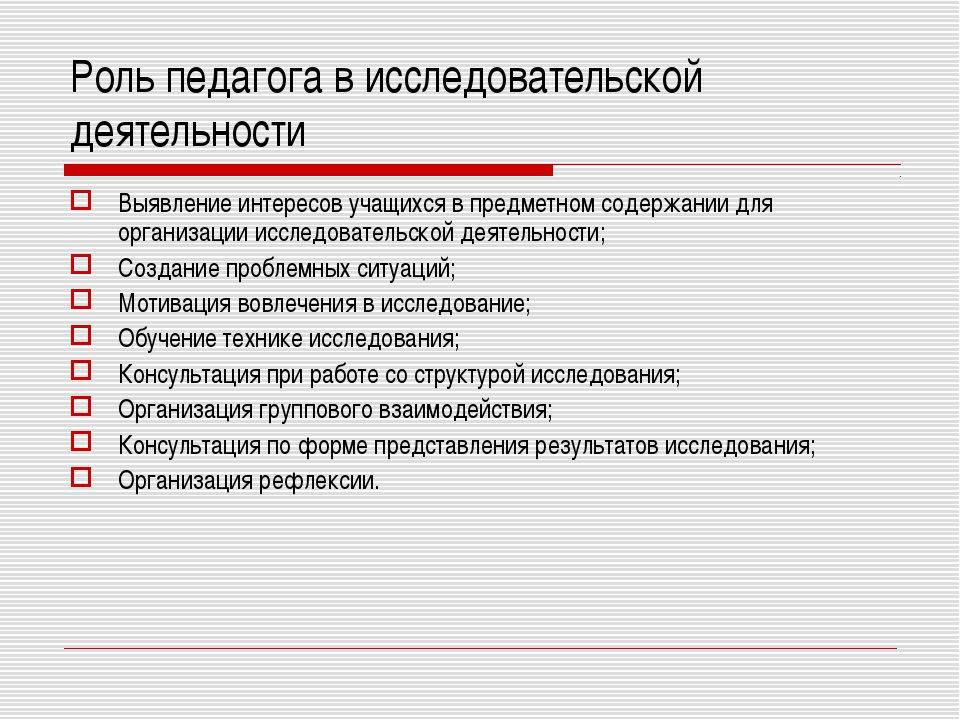 Роль педагога в исследовательской
деятельности
Выявление интересов учащихся в предметном содержании для
организации исследовательской деятельности;
Создание проблемных ситуаций;
Мотивация вовлечения в исследование;
Обучение технике исследования;
Консультация при работе со структурой исследования;
Организация группового взаимодействия;
Консультация по форме представления результатов исследования;
Организация рефлексии.